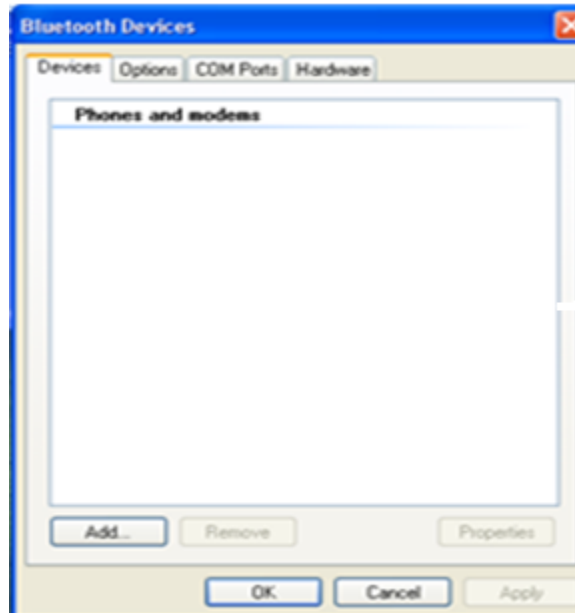 Bluetooth Devices
Devices Options COM Ports Hardware
Phones and modems
Add... Remove Properties
OK Cancel Apply